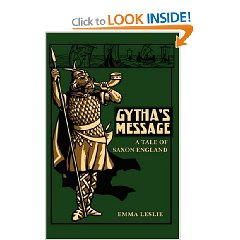 Click to LOOK INSIDE!
GYTHA'S
MESSAGE
A TALE OF
SAXON ENGLAND
EMMA LESLIE